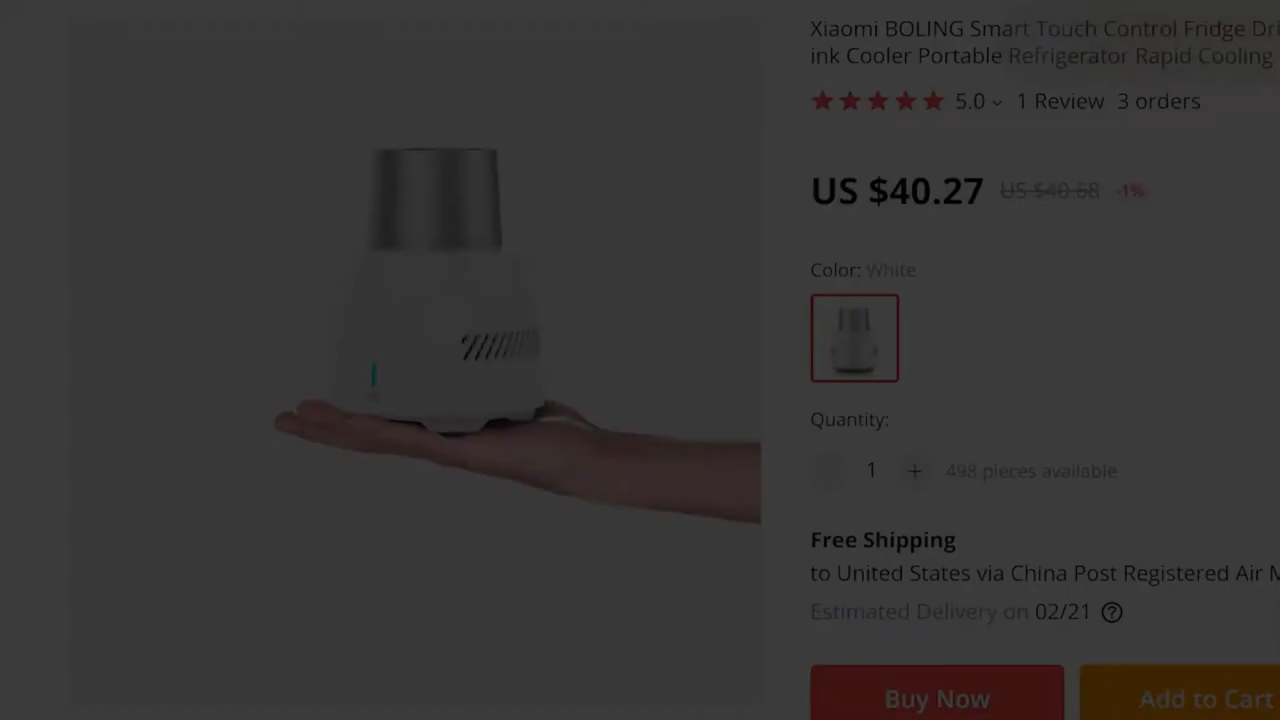 Xiaomi BOLING Smart Touch Control Fridge Dr
ink Cooler Portable Refrigerator Rapid Cooling
5.0 1 Review 3 orders
US $40.27 US $40.68 -1%
Color: White
Quantity:
1 + 498 pieces available
Free Shipping
to United States via China Post Registered Air M
Estimated Delivery on 02/21 ?
Buy Now Add to Cart